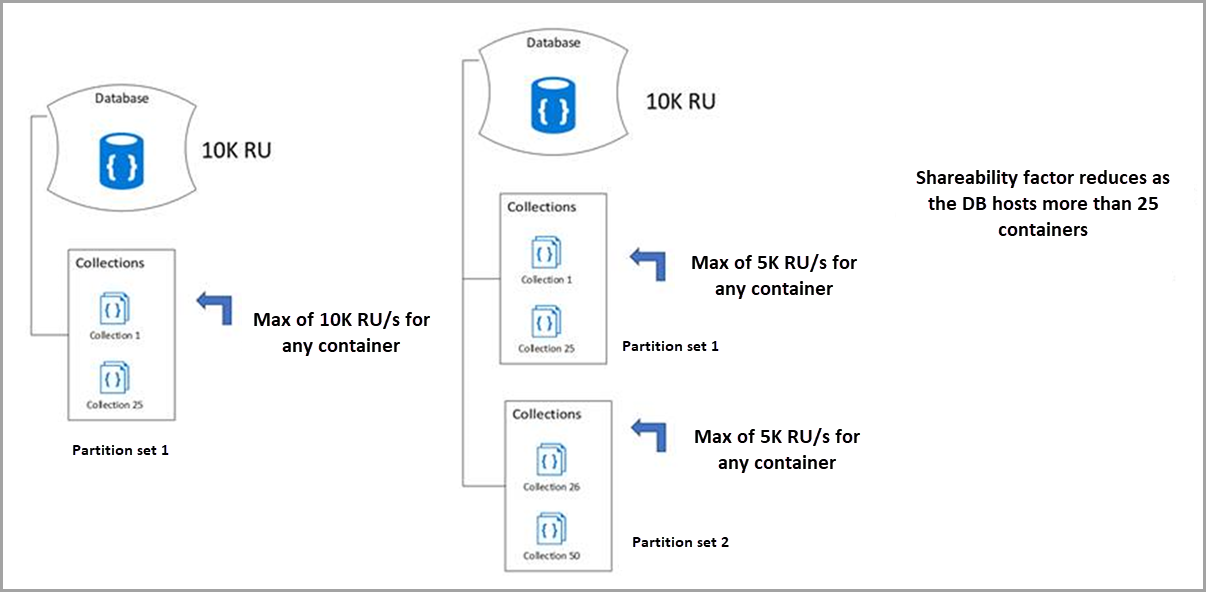 Database
10K RU
Collections
{ }
Collection 1
{ }
Collection 25
Max of 10K RU/s for
any container
Partition set 1
Database
{ }
10K RU
Collections
{ }
Collection 1
{ }
Collection 25
Max of 5K RU/s for
any container
Partition set 1
Collections
{ }
Collection 26
{ }
Collection 50
Max of 5K RU/s for
any container
Partition set 2
Shareability factor reduces as
the DB hosts more than 25
containers